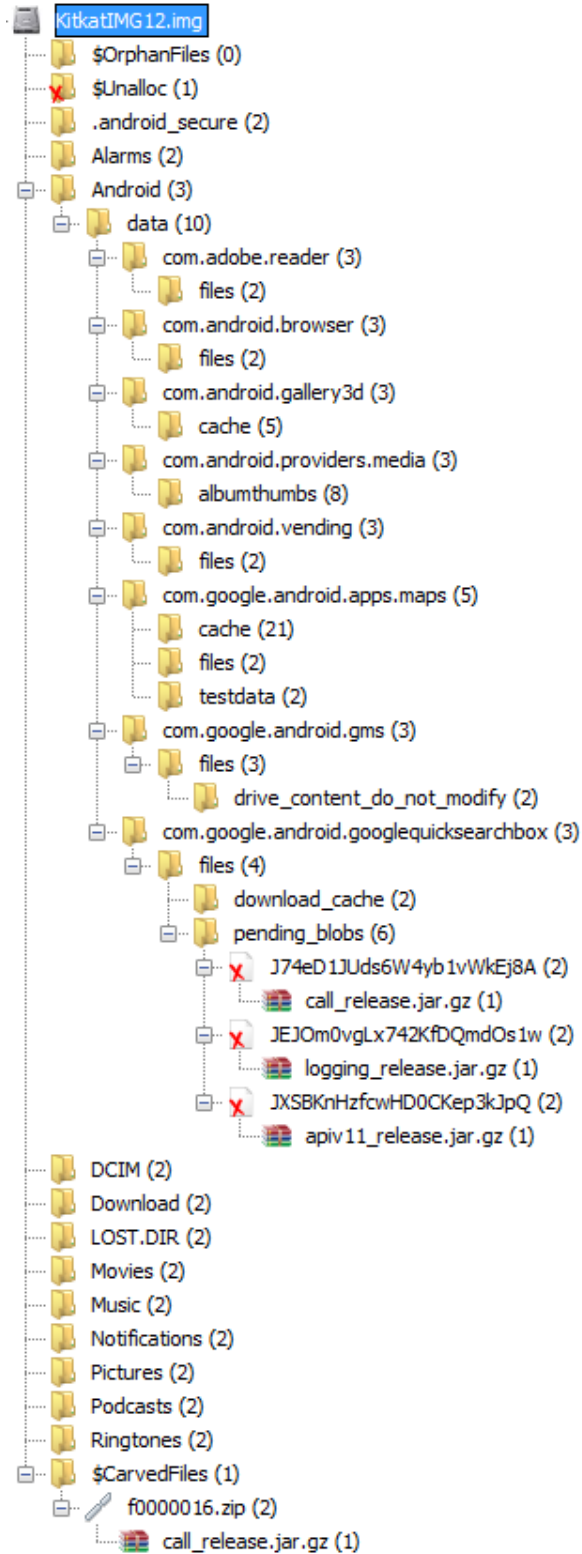 KitkatIMG12.img
$OrphanFiles (0)
$Unalloc (1)
.android_secure (2)
Alarms (2)
Android (3)
data (10)
com.adobe.reader (3)
files (2)
com.android.browser (3)
files (2)
com.android.gallery3d (3)
cache (5)
com.android.providers.media (3)
albumthumbs (8)
com.android.vending (3)
files (2)
com.google.android.apps.maps (5)
cache (21)
files (2)
testdata (2)
com.google.android.gms (3)
files (3)
drive_content_do_not_modify (2)
com.google.android.googlequicksearchbox (3)
files (4)
download_cache (2)
pending_blobs (6)
J74eD1JUds6W4yb1vWkEj8A (2)
call_release.jar.gz (1)
JEJOm0vgLx742KfDQmdOs1w (2)
logging_release.jar.gz (1)
JXSBKnHzfcwHD0CKep3kJpQ (2)
apiv11_release.jar.gz (1)
DCIM (2)
Download (2)
LOST.DIR (2)
Movies (2)
Music (2)
Notifications (2)
Pictures (2)
Podcasts (2)
Ringtones (2)
$CarvedFiles (1)
f0000016.zip (2)
call_release.jar.gz (1)